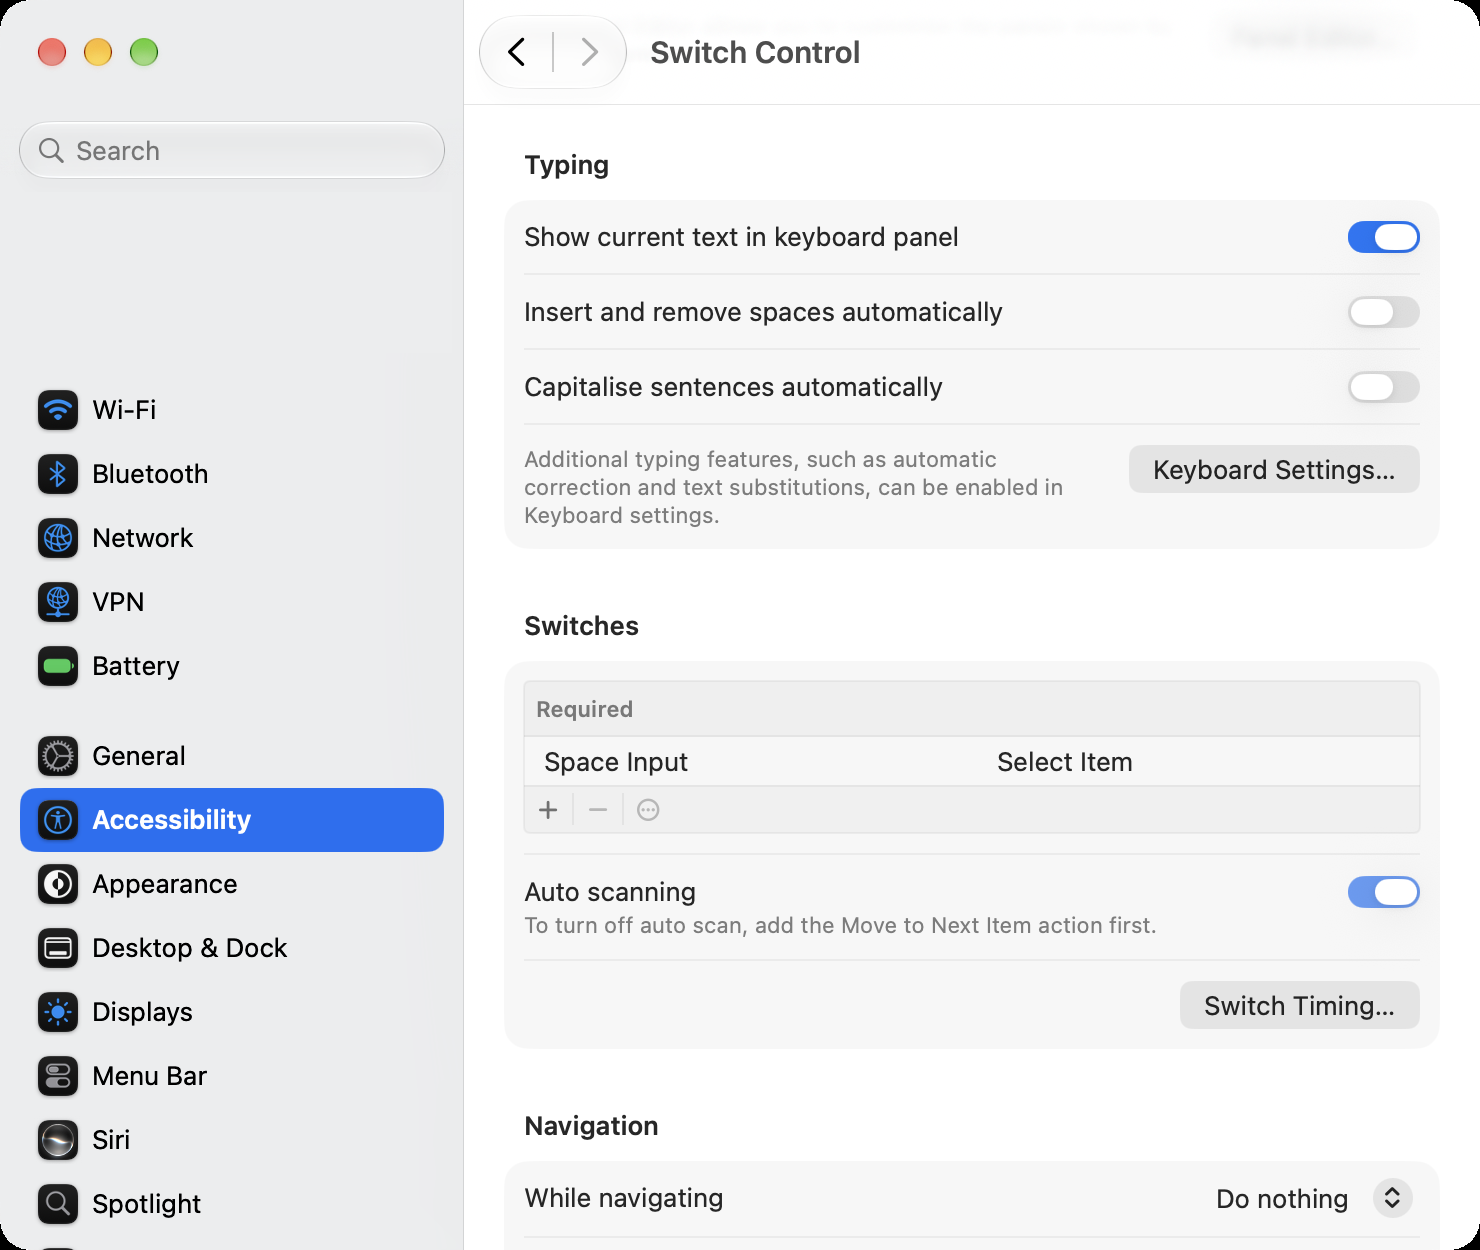 Search
Wi-Fi
Bluetooth
Network
VPN
Battery
General
Accessibility
Appearance
Desktop & Dock
Displays
Menu Bar
Siri
Spotlight
Switch Control
Typing
Show current text in keyboard panel
Insert and remove spaces automatically
Capitalise sentences automatically
Additional typing features, such as automatic
correction and text substitutions, can be enabled in
Keyboard settings.
Keyboard Settings...
Switches
Required
Space Input Select Item
Auto scanning
To turn off auto scan, add the Move to Next Item action first.
Switch Timing...
Navigation
While navigating Do nothing